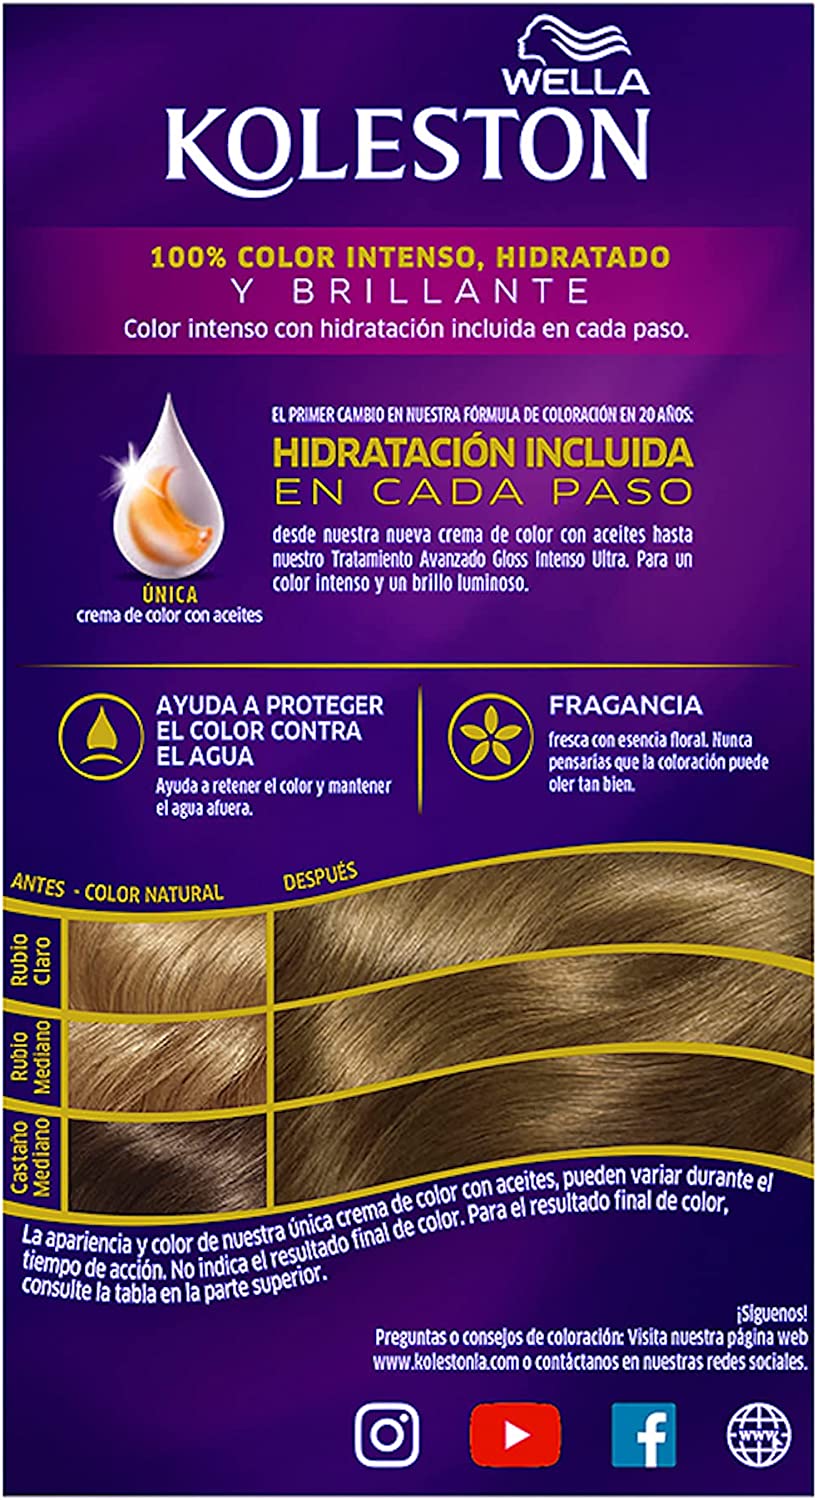 WELLA
KOLESTON
100% COLOR INTENSO, HIDRATADO
Y BRILLANTE
Color intenso con hidratación incluida en cada paso.
EL PRIMER CAMBIO EN NUESTRA FÓRMULA DE COLORACIÓN EN 20 AÑOS:
HIDRATACIÓN INCLUIDA
EN CADA PASO
desde nuestra nueva crema de color con aceites hasta
nuestro Tratamiento Avanzado Gloss Intenso Ultra. Para un
color intenso y un brillo luminoso.
ÚNICA
crema de color con aceites
AYUDA A PROTEGER
EL COLOR CONTRA
EL AGUA
Ayuda a retener el color y mantener
el agua afuera.
FRAGANCIA
fresca con esencia floral. Nunca
pensarías que la coloración puede
oler tan bien.
ANTES - COLOR NATURAL
DESPUÉS
Rubio
Claro
Rubio
Mediano
Castaño
Mediano
La apariencia y color de nuestra única crema de color con aceites, pueden variar durante el
tiempo de acción. No indica el resultado final de color. Para el resultado final de color,
consulte la tabla en la parte superior.
¡Síguenos!
Preguntas o consejos de coloración: Visita nuestra página web
www.kolestonla.com o contáctanos en nuestras redes sociales.
www.